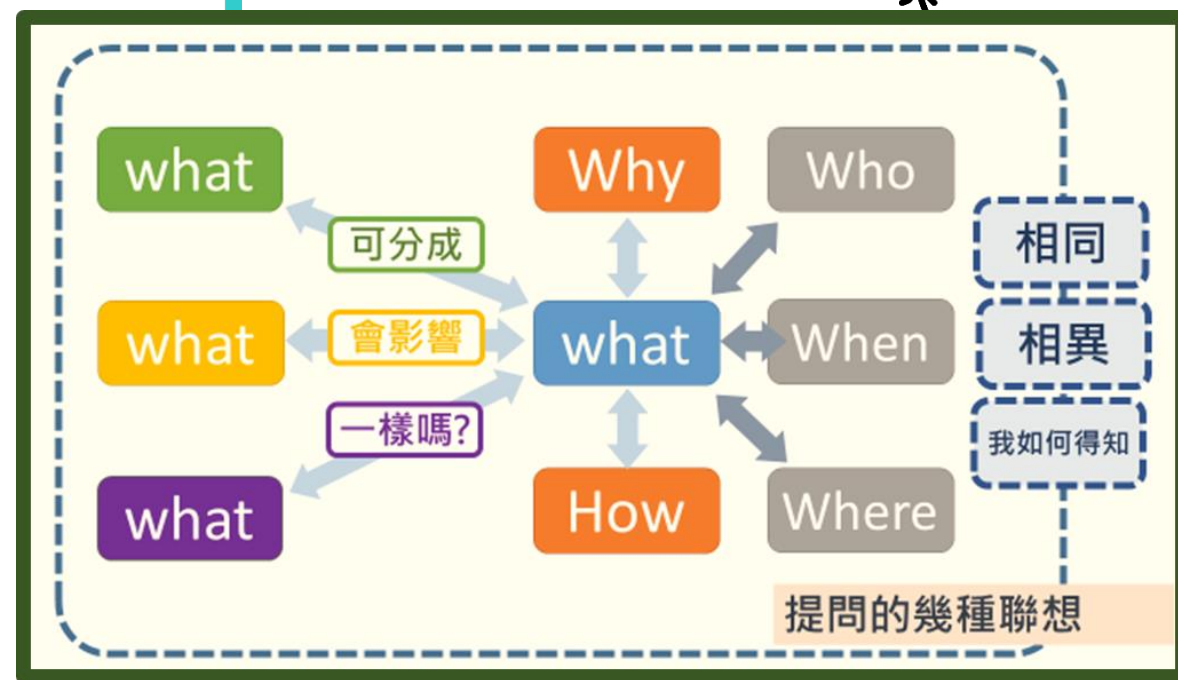 what
Why
Who
可分成
相同
what
會影響
what
When
相異
一樣嗎?
我如何得知
what
How
Where
提問的幾種聯想